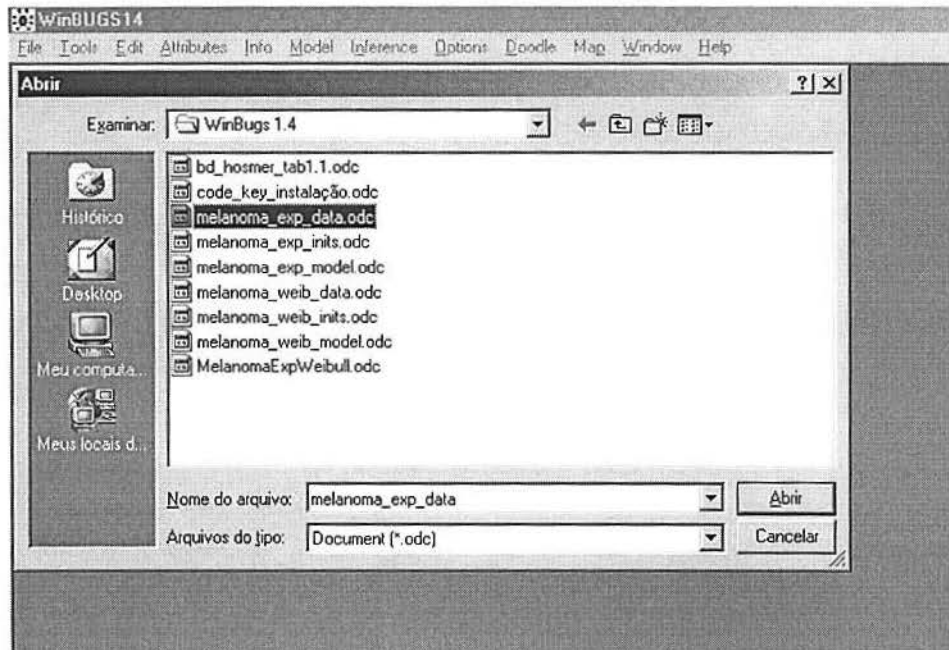 WinBUGS14
File Tools Edit Attributes Info Model Inference Options Doodle Map Window Help
Abrir
Examinar: WinBugs 1.4
bd_hosmer_tab1.1.odc
code_key_instalação.odc
melanoma_exp_data.odc
melanoma_exp_inits.odc
melanoma_exp_model.odc
melanoma_weib_data.odc
melanoma_weib_inits.odc
melanoma_weib_model.odc
MelanomaExpWeibull.odc
Histórico
Desktop
Meu computa...
Meus locais d...
Nome do arquivo: melanoma_exp_data Abrir
Arquivos do tipo: Document (*.odc) Cancelar